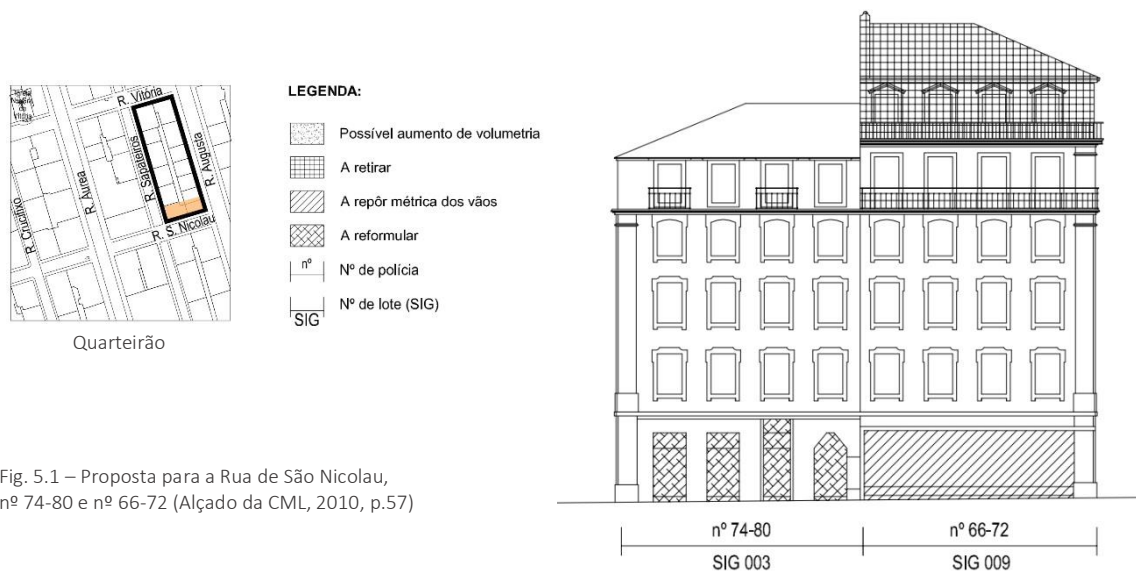 R. Vitória
R. Sapateiros
R. Augusta
R. Áurea
R. Crucifixo
R. S. Nicolau
Quarteirão
LEGENDA:
Possível aumento de volumetria
A retirar
A repôr métrica dos vãos
A reformular
nº
Nº de polícia
Nº de lote (SIG)
SIG
Fig. 5.1 – Proposta para a Rua de São Nicolau,
nº 74-80 e nº 66-72 (Alçado da CML, 2010, p.57)
nº 74-80
nº 66-72
SIG 003
SIG 009